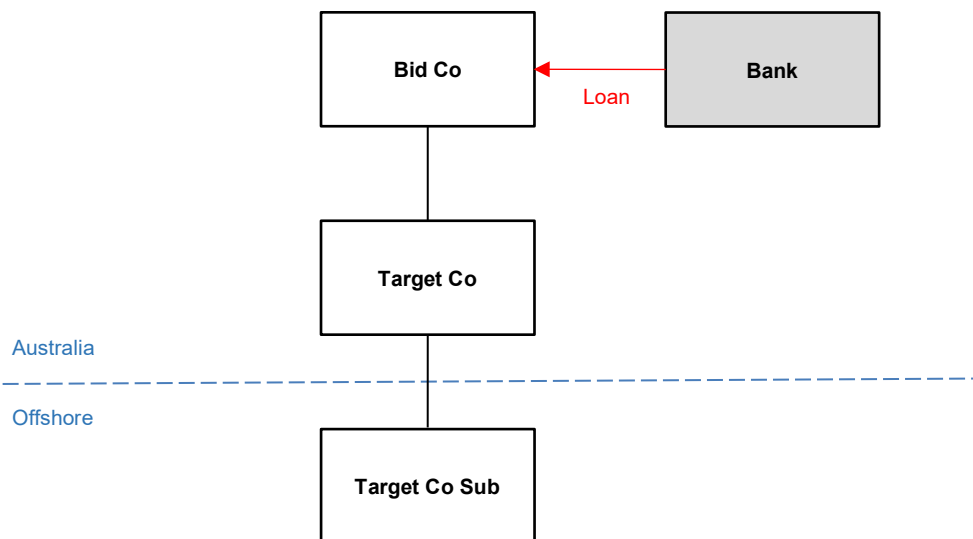 Bid Co
Bank
Loan
Target Co
Australia
Offshore
Target Co Sub